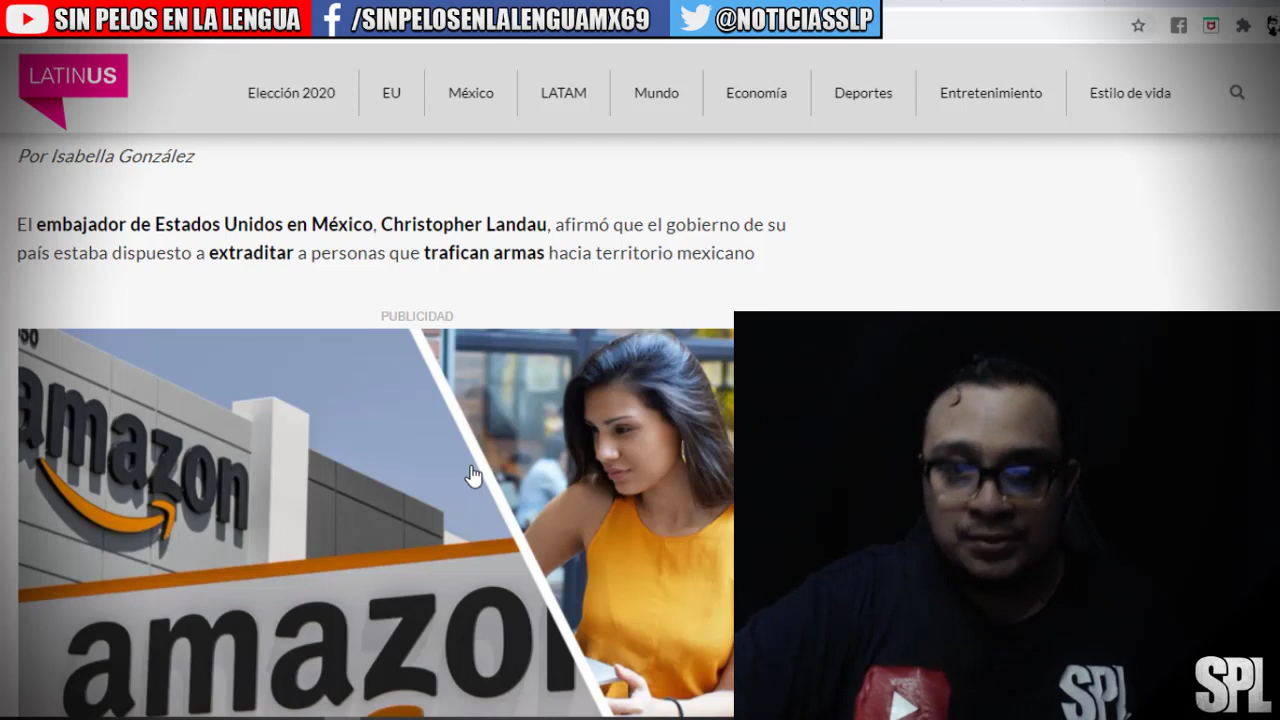 SIN PELOS EN LA LENGUA
/SINPELOSENLALENGUAMX69
@NOTICIASSLP
LATINUS
Elección 2020
EU
México
LATAM
Mundo
Economía
Deportes
Entretenimiento
Estilo de vida
Por Isabella González
El embajador de Estados Unidos en México, Christopher Landau, afirmó que el gobierno de su
país estaba dispuesto a extraditar a personas que trafican armas hacia territorio mexicano
PUBLICIDAD
amazon
amazon
SPL
SPL